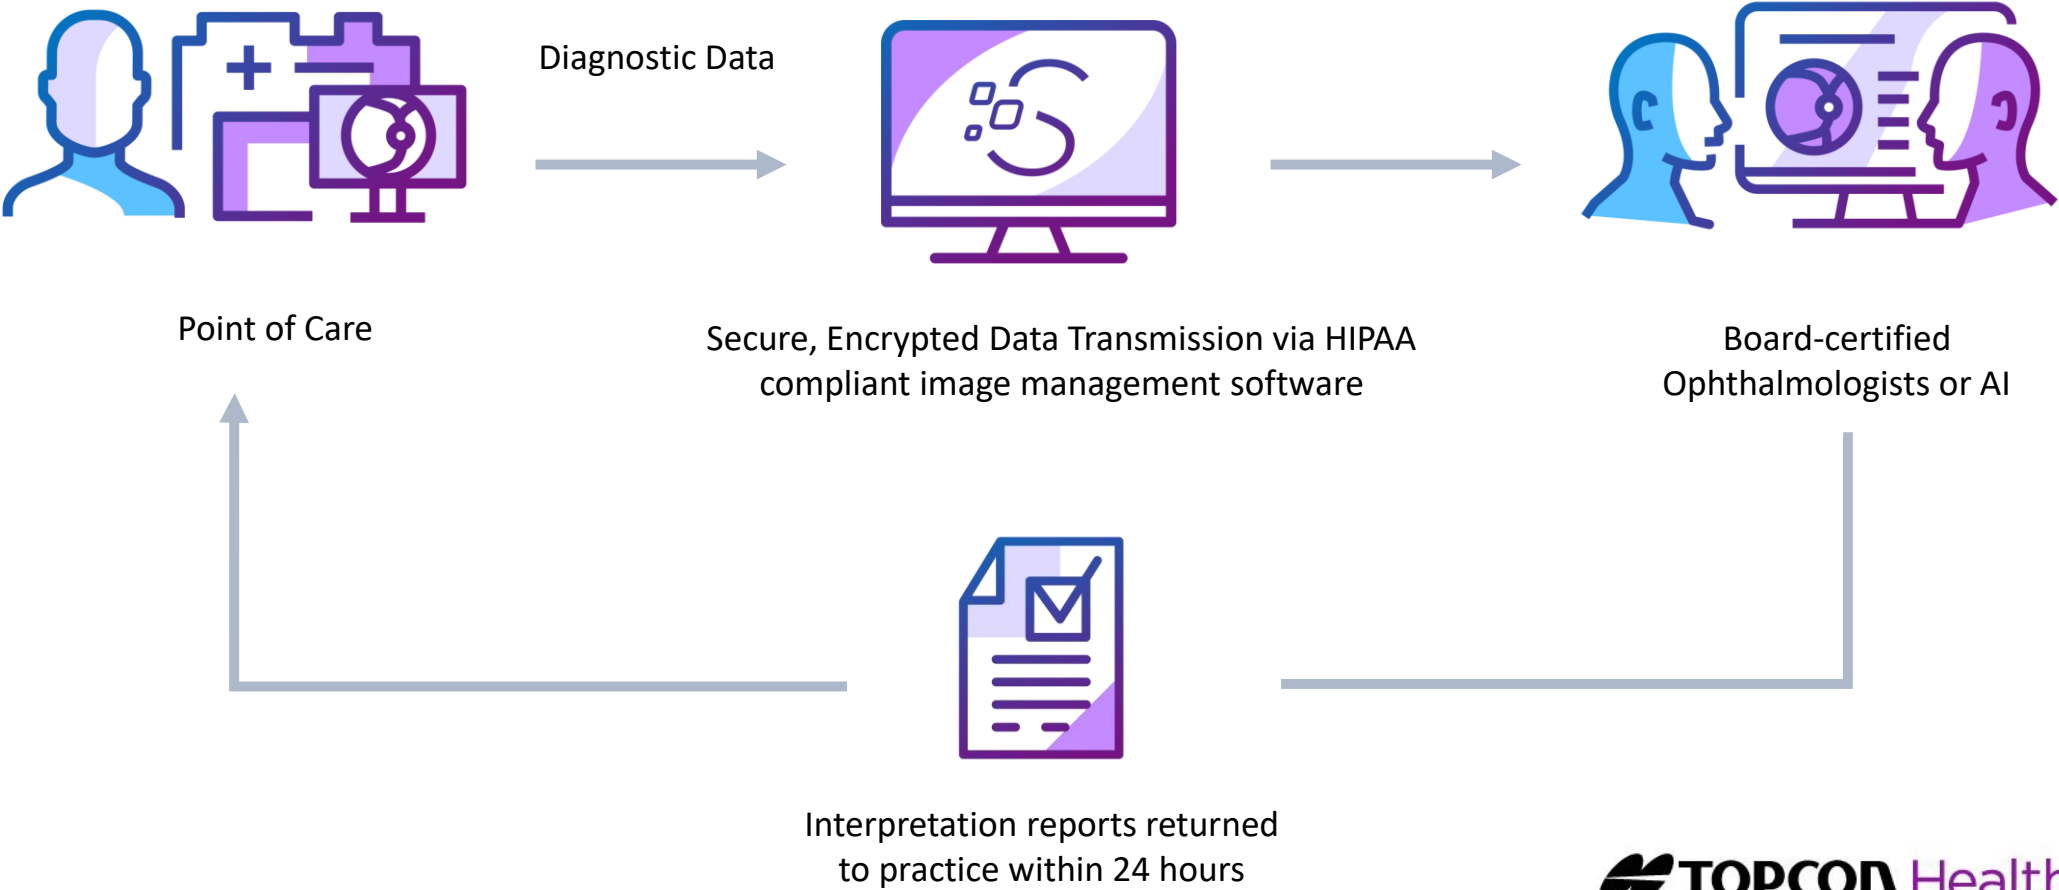 Diagnostic Data
Point of Care
Secure, Encrypted Data Transmission via HIPAA
compliant image management software
Board-certified
Ophthalmologists or AI
Interpretation reports returned
to practice within 24 hours
TOPCON Health